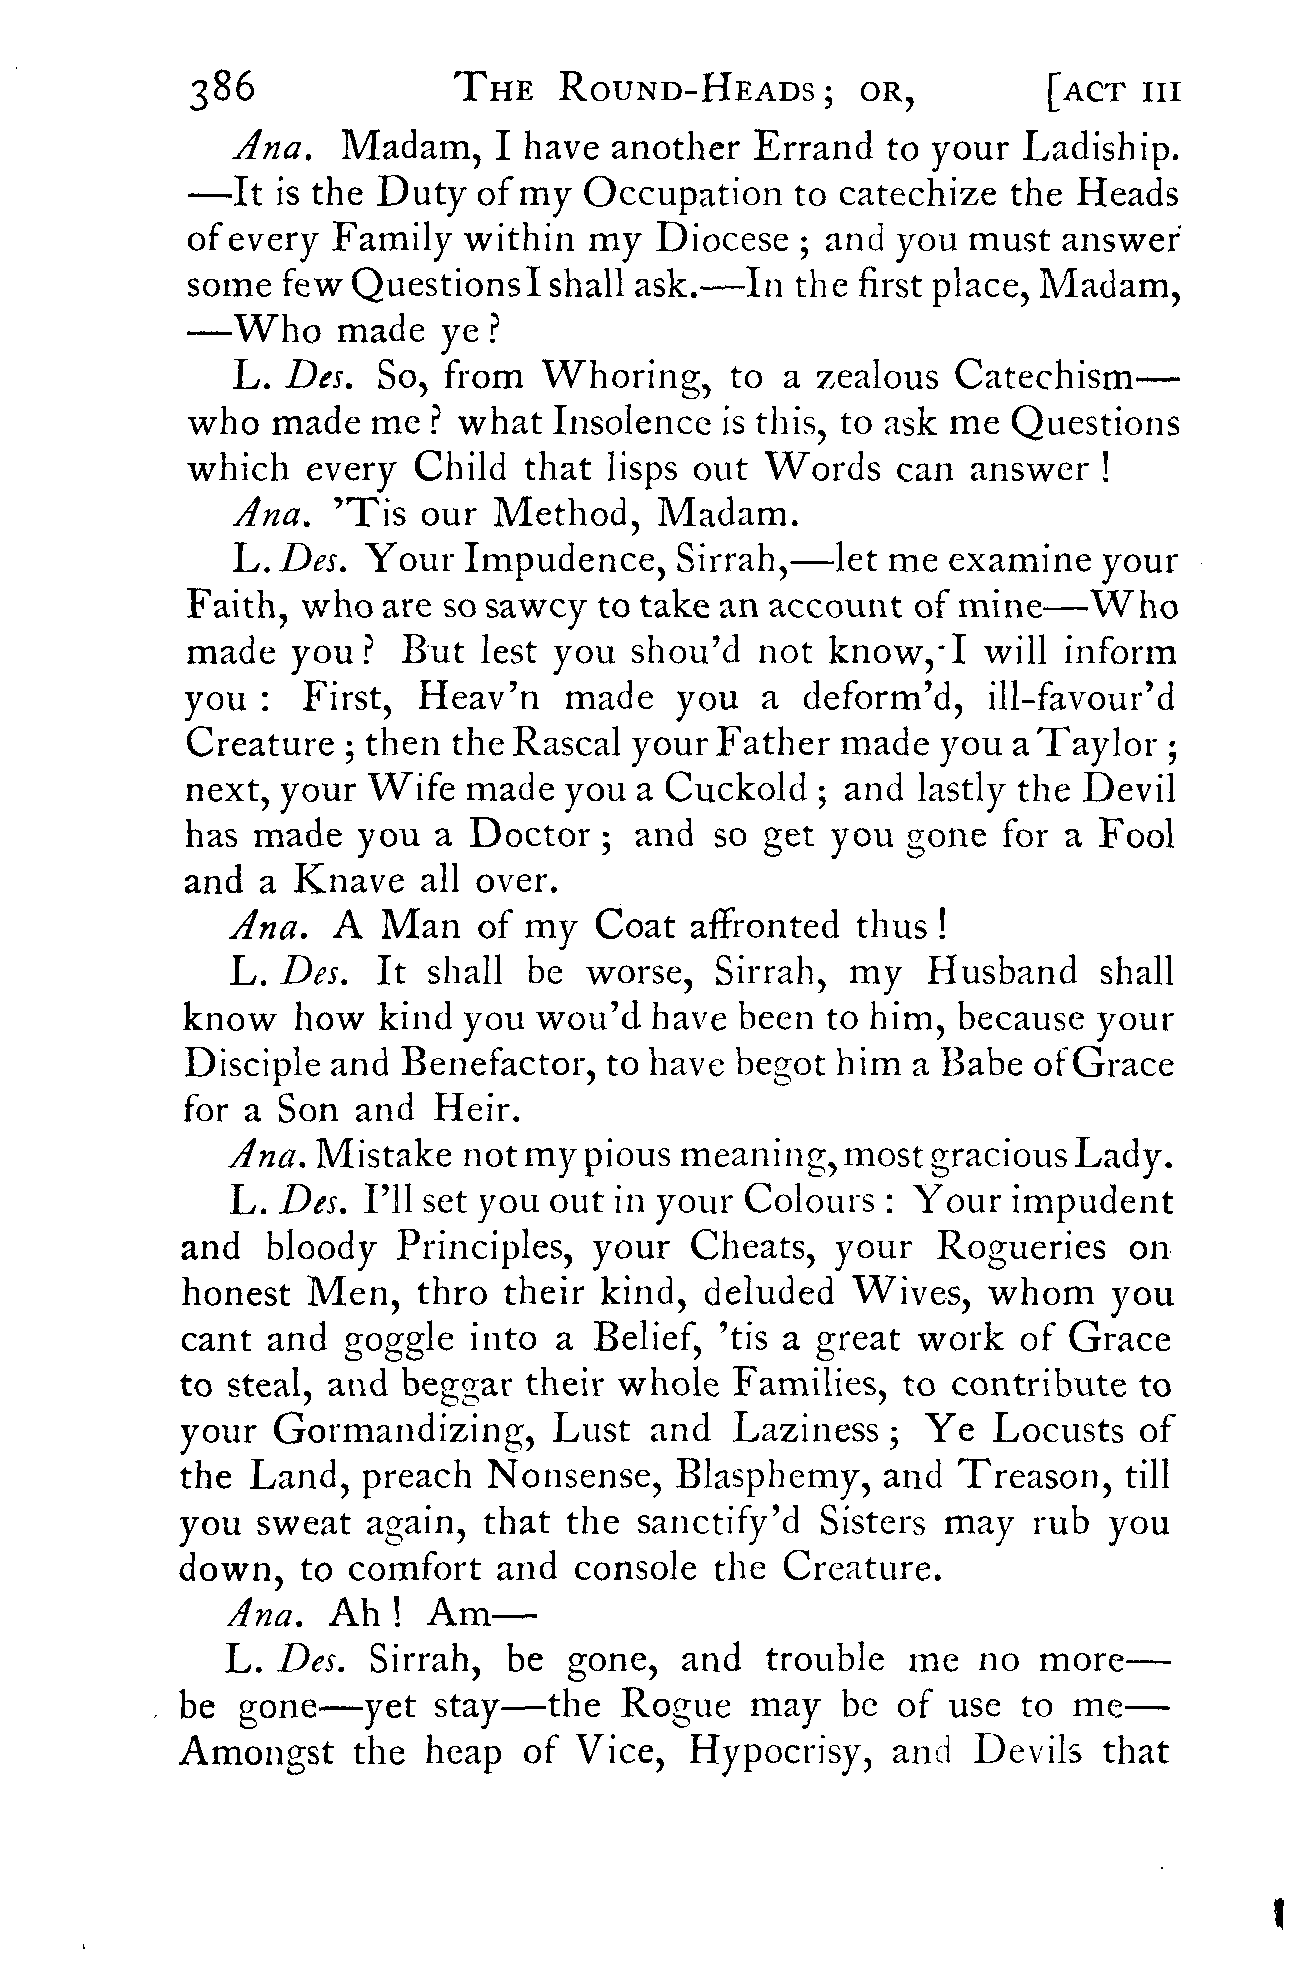 386 The Round-Heads; or, [act iii
Ana. Madam, I have another Errand to your Ladiship.
—It is the Duty of my Occupation to catechize the Heads
of every Family within my Diocese; and you must answer
some few Questions I shall ask.—In the first place, Madam,
—Who made ye?
L. Des. So, from Whoring, to a zealous Catechism—
who made me? what Insolence is this, to ask me Questions
which every Child that lisps out Words can answer!
Ana. 'Tis our Method, Madam.
L. Des. Your Impudence, Sirrah,—let me examine your
Faith, who are so sawcy to take an account of mine—Who
made you? But lest you shou'd not know, I will inform
you: First, Heav'n made you a deform'd, ill-favour'd
Creature; then the Rascal your Father made you a Taylor;
next, your Wife made you a Cuckold; and lastly the Devil
has made you a Doctor; and so get you gone for a Fool
and a Knave all over.
Ana. A Man of my Coat affronted thus!
L. Des. It shall be worse, Sirrah, my Husband shall
know how kind you wou'd have been to him, because your
Disciple and Benefactor, to have begot him a Babe of Grace
for a Son and Heir.
Ana. Mistake not my pious meaning, most gracious Lady.
L. Des. I'll set you out in your Colours: Your impudent
and bloody Principles, your Cheats, your Rogueries on
honest Men, thro their kind, deluded Wives, whom you
cant and goggle into a Belief, 'tis a great work of Grace
to steal, and beggar their whole Families, to contribute to
your Gormandizing, Lust and Laziness; Ye Locusts of
the Land, preach Nonsense, Blasphemy, and Treason, till
you sweat again, that the sanctify'd Sisters may rub you
down, to comfort and console the Creature.
Ana. Ah! Am—
L. Des. Sirrah, be gone, and trouble me no more—
be gone—yet stay—the Rogue may be of use to me—
Amongst the heap of Vice, Hypocrisy, and Devils that